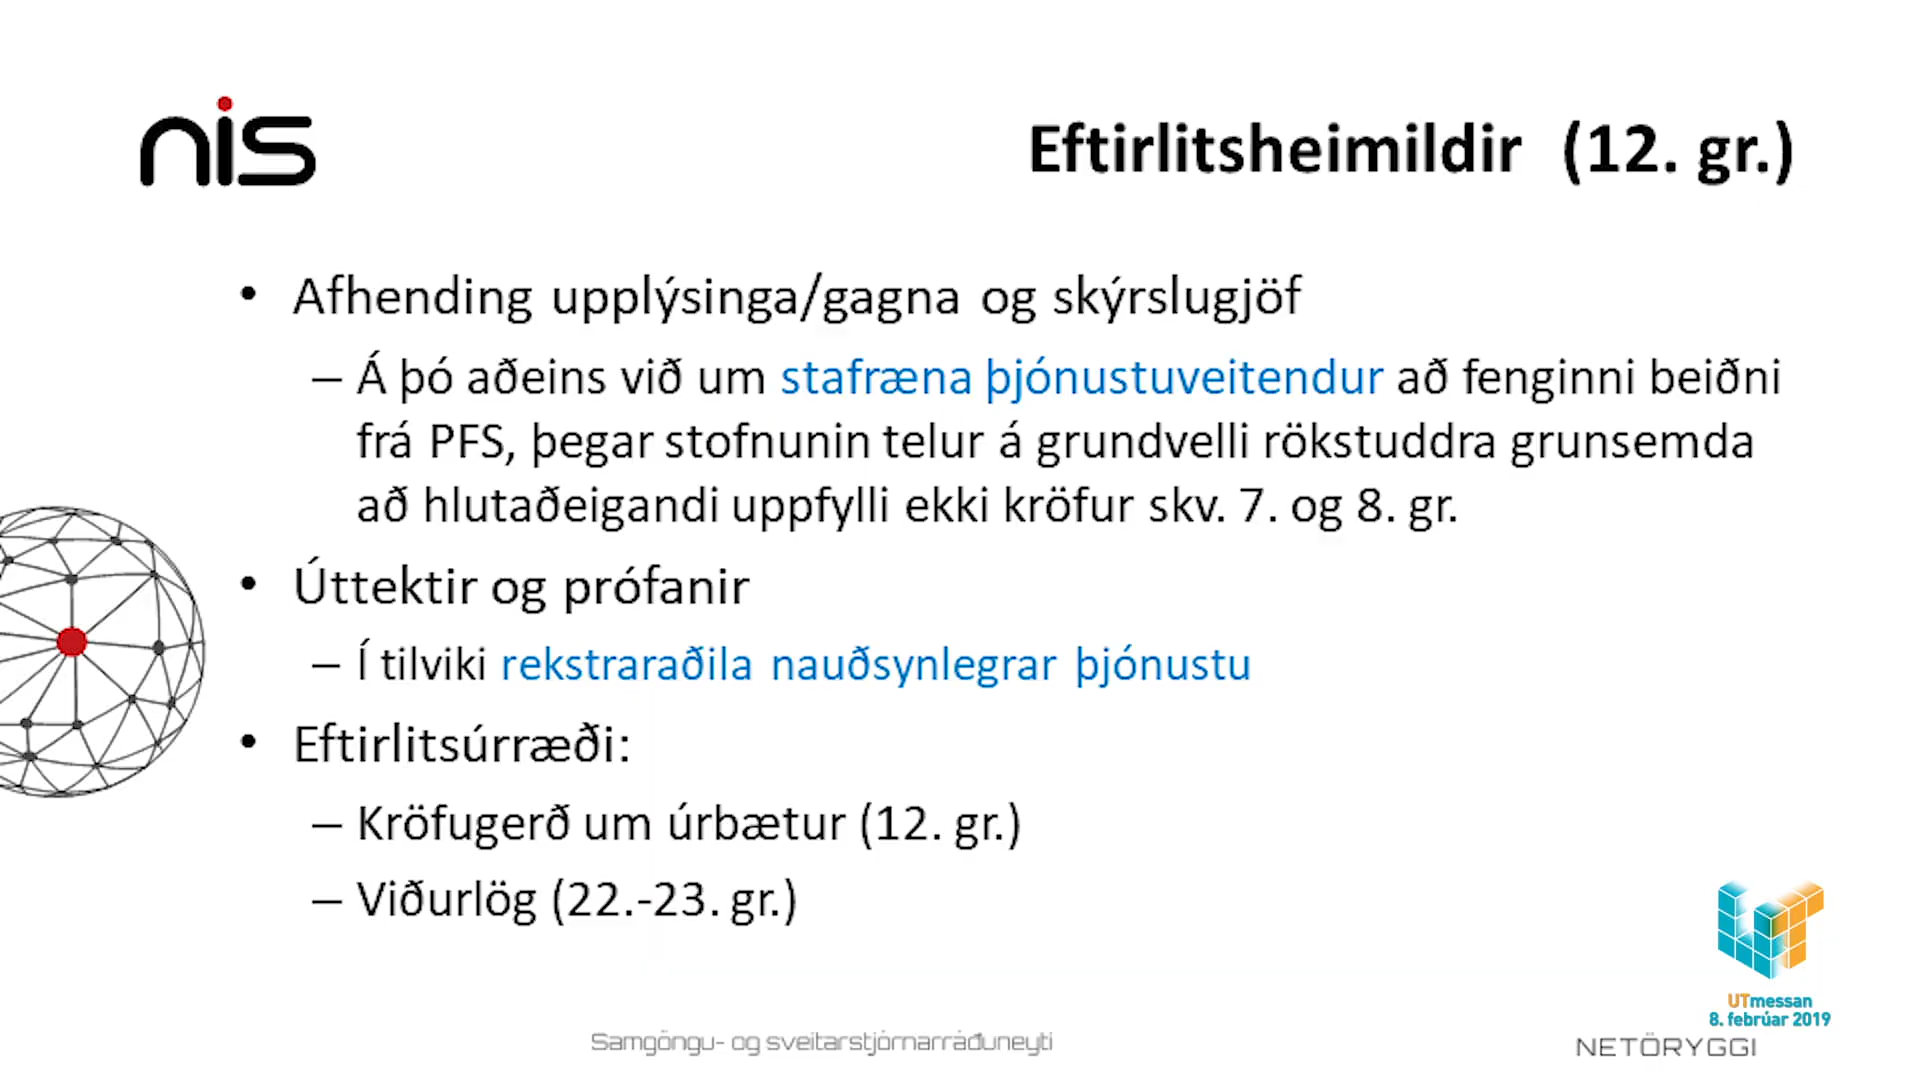 nis
Eftirlitsheimildir (12. gr.)
• Afhending upplýsinga/gagna og skýrslugjöf
– Á þó aðeins við um stafræna þjónustuveitendur að fenginni beiðni
frá PFS, þegar stofnunin telur á grundvelli rökstuddra grunsemda
að hlutaðeigandi uppfylli ekki kröfur skv. 7. og 8. gr.
• Úttektir og prófanir
– Í tilviki rekstraraðila nauðsynlegrar þjónustu
• Eftirlitsúrræði:
– Kröfugerð um úrbætur (12. gr.)
– Viðurlög (22.-23. gr.)
UTmessan
8. febrúar 2019
Samgöngu- og sveitarstjórnarráðuneyti
NETÖRYGGI